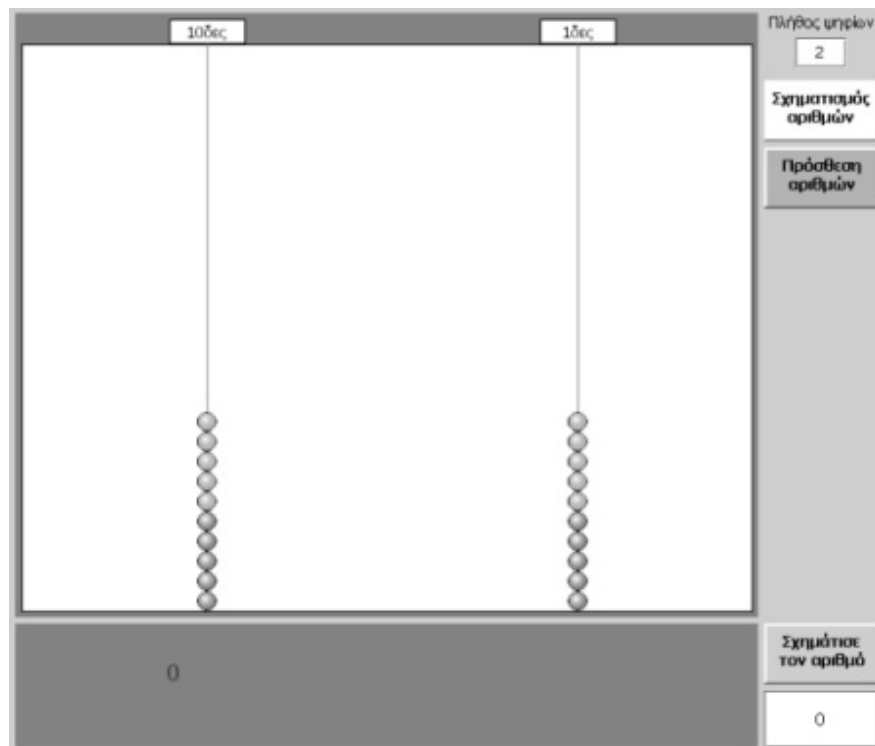 10δες
1δες
Πλήθος ψηφίων
2
Σχηματισμός
αριθμών
Πρόσθεση
αριθμών
0
Σχημάτισε
τον αριθμό
0